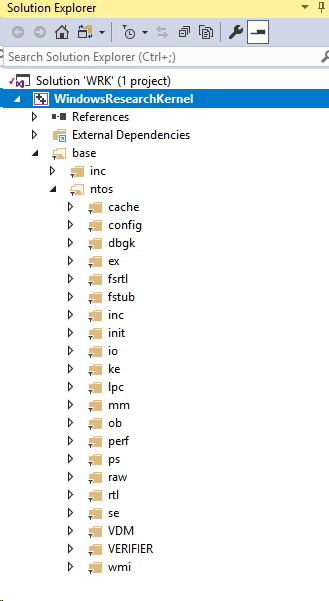 Solution Explorer
Search Solution Explorer (Ctrl+;)
Solution 'WRK' (1 project)
WindowsResearchKernel
References
External Dependencies
base
inc
ntos
cache
config
dbgk
ex
fsrtl
fstub
inc
init
io
ke
lpc
mm
ob
perf
ps
raw
rtl
se
VDM
VERIFIER
wmi